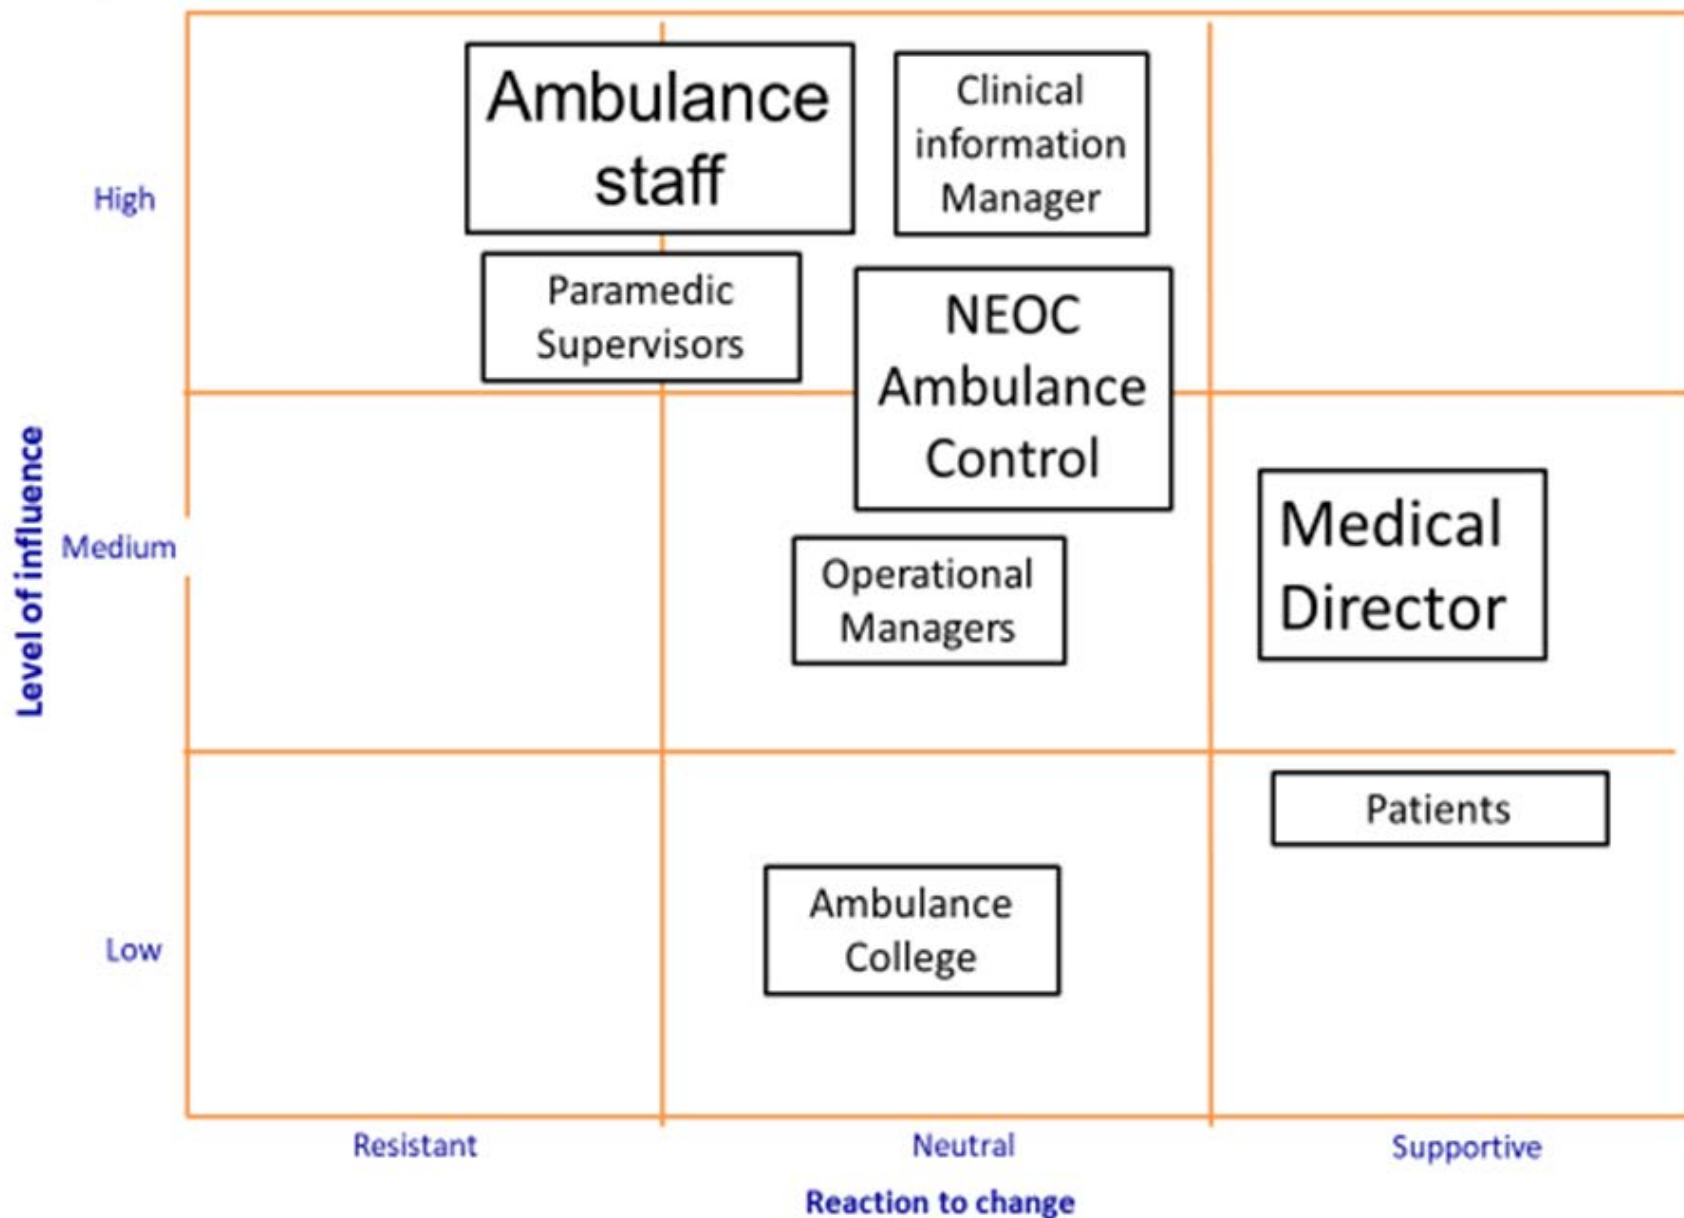 Ambulance
staff
Clinical
information
Manager
High
Paramedic
Supervisors
NEOC
Ambulance
Control
Level of influence
Medium
Operational
Managers
Medical
Director
Patients
Low
Ambulance
College
Resistant
Neutral
Supportive
Reaction to change